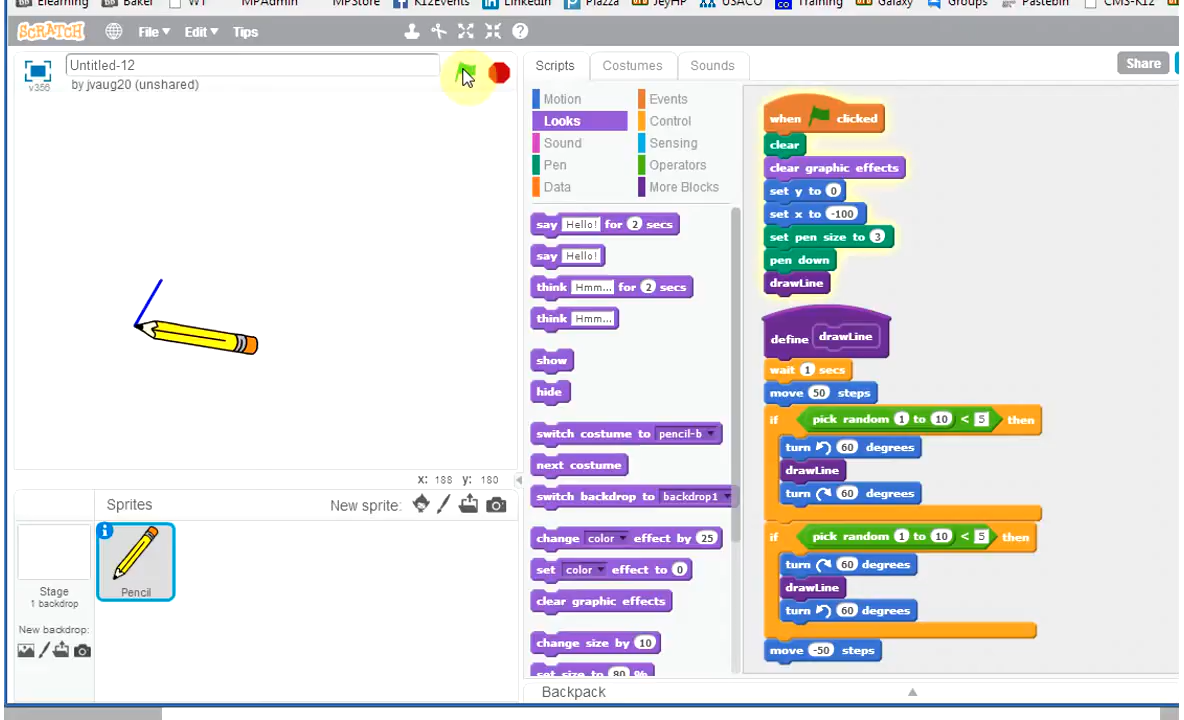 Elearning Baker WT MPAdmin MPStore K12Events LinkedIn Piazza JeyHP USACO Training Galaxy Groups Pastebin CMS-K12
SCRATCH File Edit Tips
v356 Untitled-12
by jvaug20 (unshared)
Scripts Costumes Sounds Share
Motion Events
Looks Control
Sound Sensing
Pen Operators
Data More Blocks
say Hello! for 2 secs
say Hello!
think Hmm... for 2 secs
think Hmm...
show
hide
switch costume to pencil-b
next costume
switch backdrop to backdrop1
change color effect by 25
set color effect to 0
clear graphic effects
change size by 10
set size to 80 %
when clicked
clear
clear graphic effects
set y to 0
set x to -100
set pen size to 3
pen down
drawLine
define drawLine
wait 1 secs
move 50 steps
if pick random 1 to 10 < 5 then
turn 60 degrees
drawLine
turn 60 degrees
if pick random 1 to 10 < 5 then
turn 60 degrees
drawLine
turn 60 degrees
move -50 steps
x: 188 y: 180
Sprites New sprite:
Stage
1 backdrop
New backdrop:
Pencil
Backpack